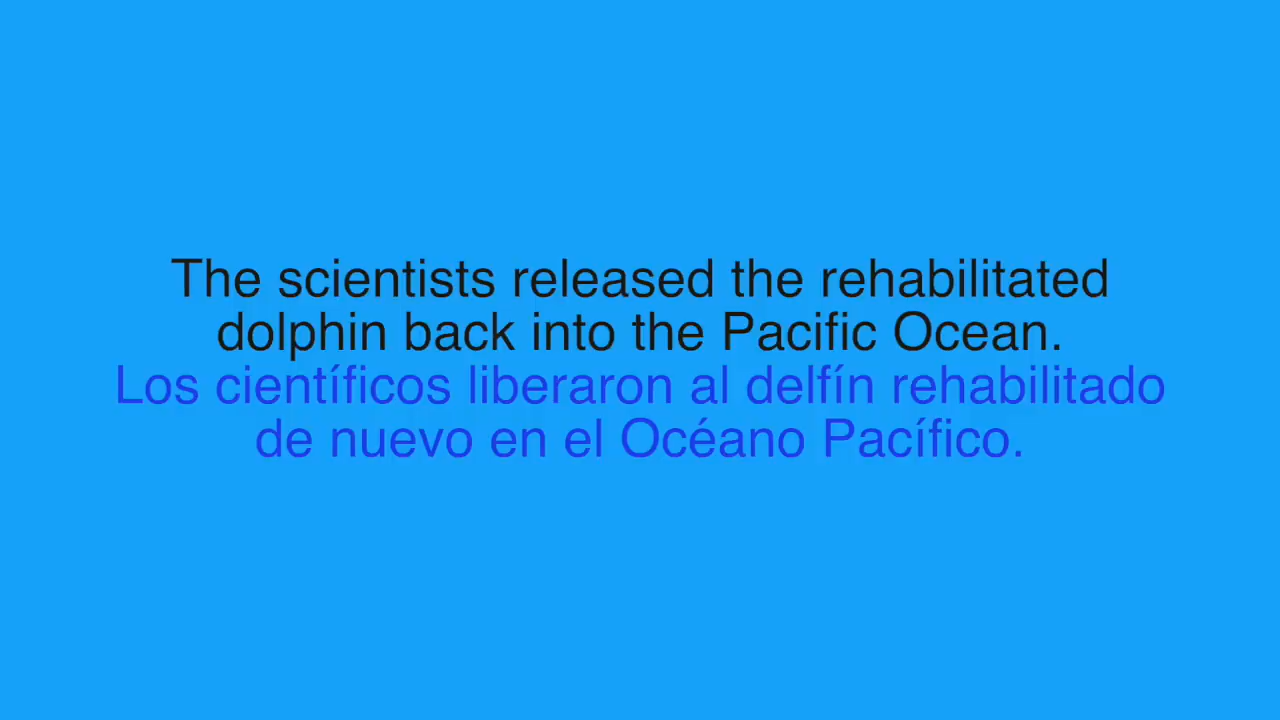 The scientists released the rehabilitated
dolphin back into the Pacific Ocean.
Los científicos liberaron al delfín rehabilitado
de nuevo en el Océano Pacífico.